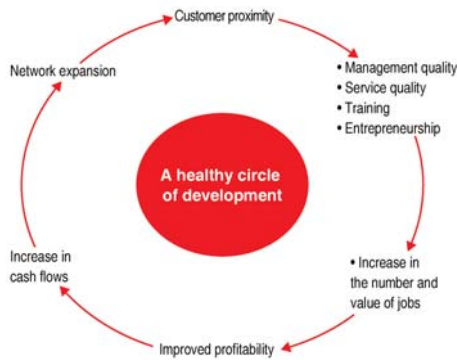 Customer proximity
• Management quality
• Service quality
• Training
• Entrepreneurship
• Increase in
the number and
value of jobs
Improved profitability
Increase in
cash flows
Network expansion
A healthy circle
of development